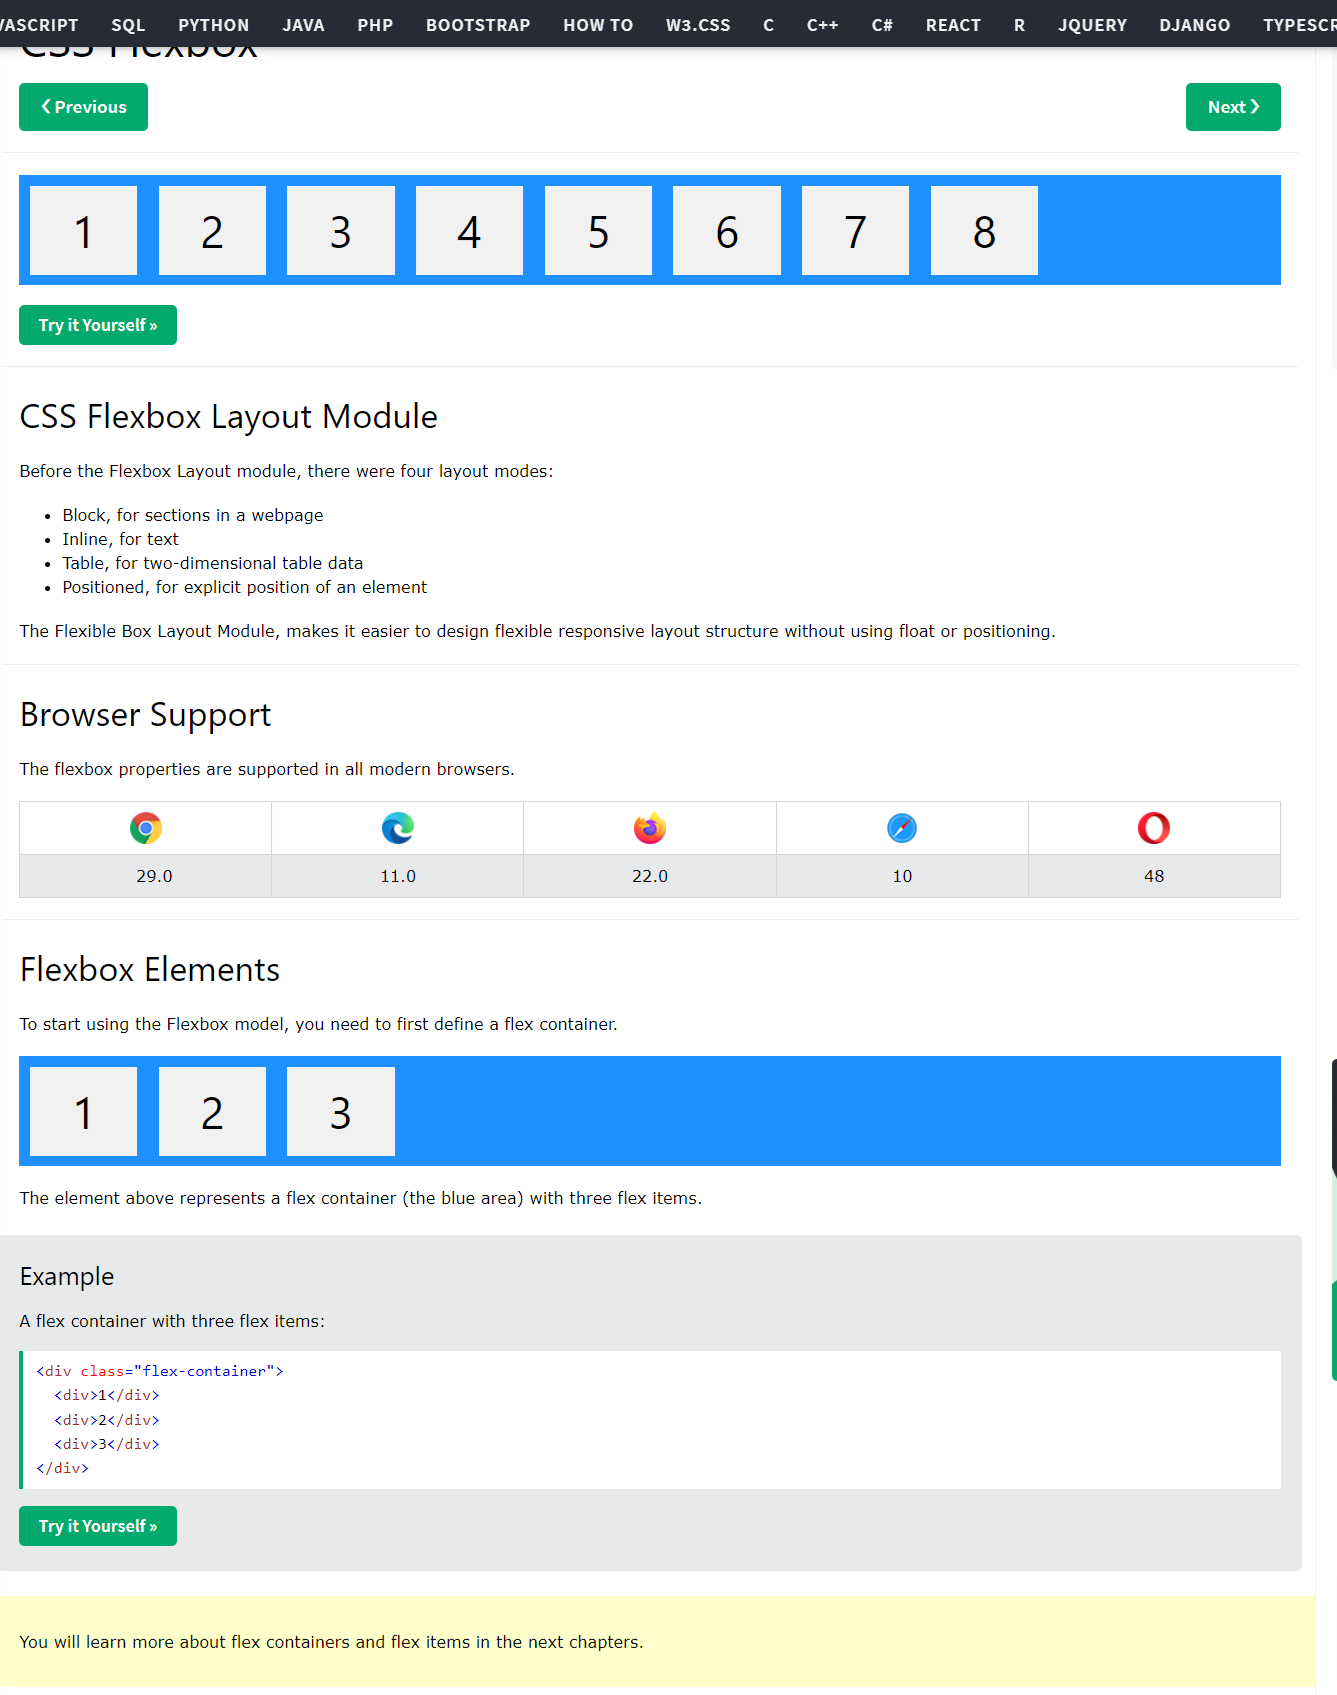 VASCRIPT SQL PYTHON JAVA PHP BOOTSTRAP HOW TO W3.CSS C C++ C# REACT R JQUERY DJANGO TYPESCR
CSS Flexbox
❮ Previous
Next ❯
1 2 3 4 5 6 7 8
Try it Yourself »
CSS Flexbox Layout Module
Before the Flexbox Layout module, there were four layout modes:
• Block, for sections in a webpage
• Inline, for text
• Table, for two-dimensional table data
• Positioned, for explicit position of an element
The Flexible Box Layout Module, makes it easier to design flexible responsive layout structure without using float or positioning.
Browser Support
The flexbox properties are supported in all modern browsers.
29.0 11.0 22.0 10 48
Flexbox Elements
To start using the Flexbox model, you need to first define a flex container.
1 2 3
The element above represents a flex container (the blue area) with three flex items.
Example
A flex container with three flex items:
<div class="flex-container">
  <div>1</div>
  <div>2</div>
  <div>3</div>
</div>
Try it Yourself »
You will learn more about flex containers and flex items in the next chapters.